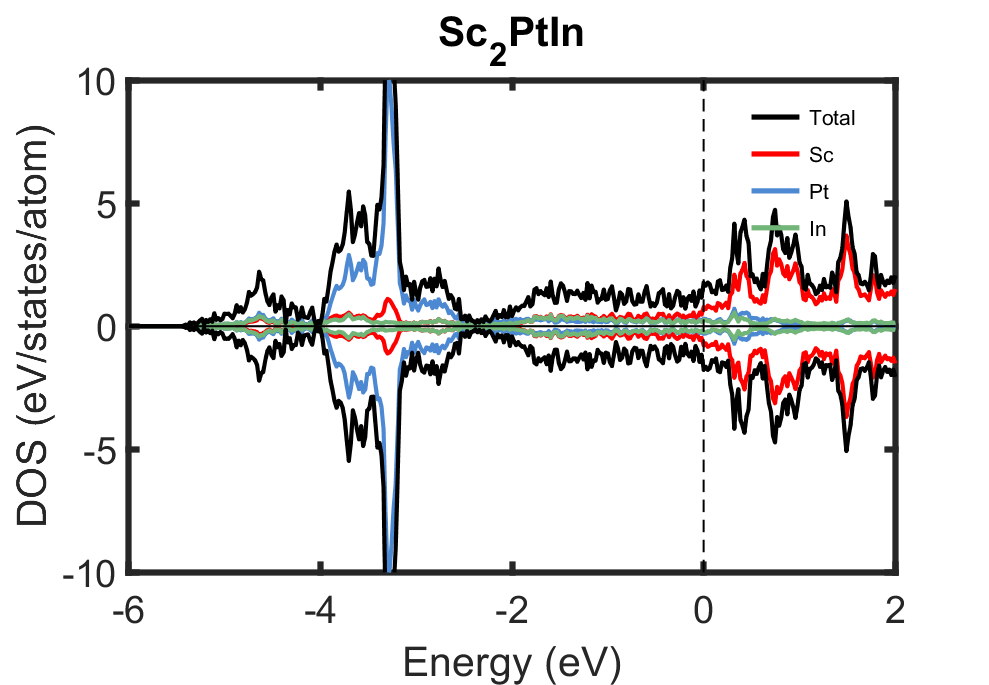 Sc₂PtIn
DOS (eV/states/atom)
10
5
0
-5
-10
Total
Sc
Pt
In
-6
-4
-2
0
2
Energy (eV)